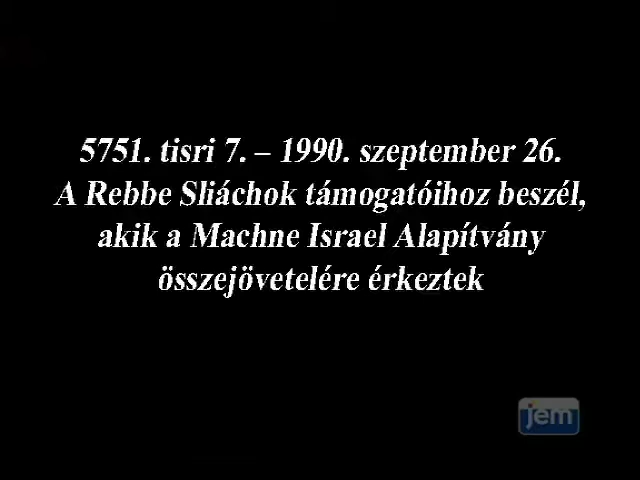 5751. tisri 7. – 1990. szeptember 26.
A Rebbe Sliáchok támogatóihoz beszél,
akik a Machne Israel Alapítvány
összejövetelére érkeztek
jem